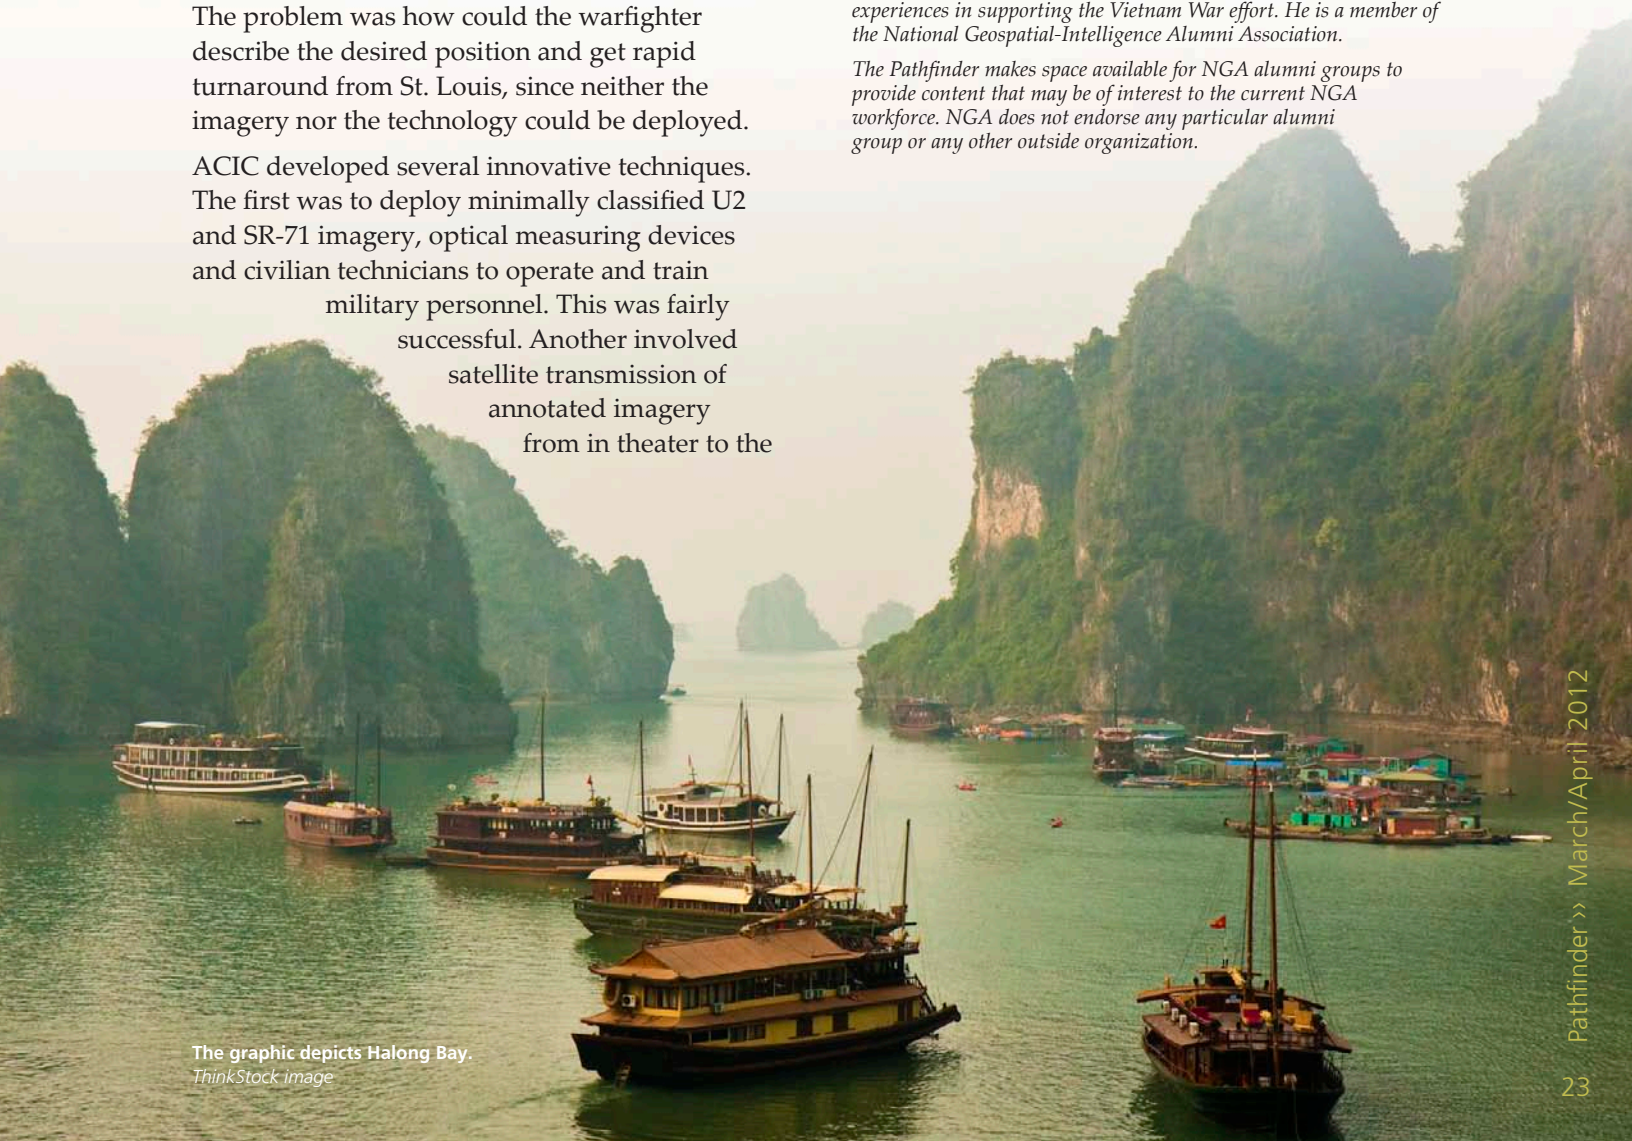 The problem was how could the warfighter
describe the desired position and get rapid
turnaround from St. Louis, since neither the
imagery nor the technology could be deployed.
ACIC developed several innovative techniques.
The first was to deploy minimally classified U2
and SR-71 imagery, optical measuring devices
and civilian technicians to operate and train
military personnel. This was fairly
successful. Another involved
satellite transmission of
annotated imagery
from in theater to the
experiences in supporting the Vietnam War effort. He is a member of
the National Geospatial-Intelligence Alumni Association.
The Pathfinder makes space available for NGA alumni groups to
provide content that may be of interest to the current NGA
workforce. NGA does not endorse any particular alumni
group or any other outside organization.
The graphic depicts Halong Bay.
ThinkStock image
Pathfinder ›› March/April 2012
23